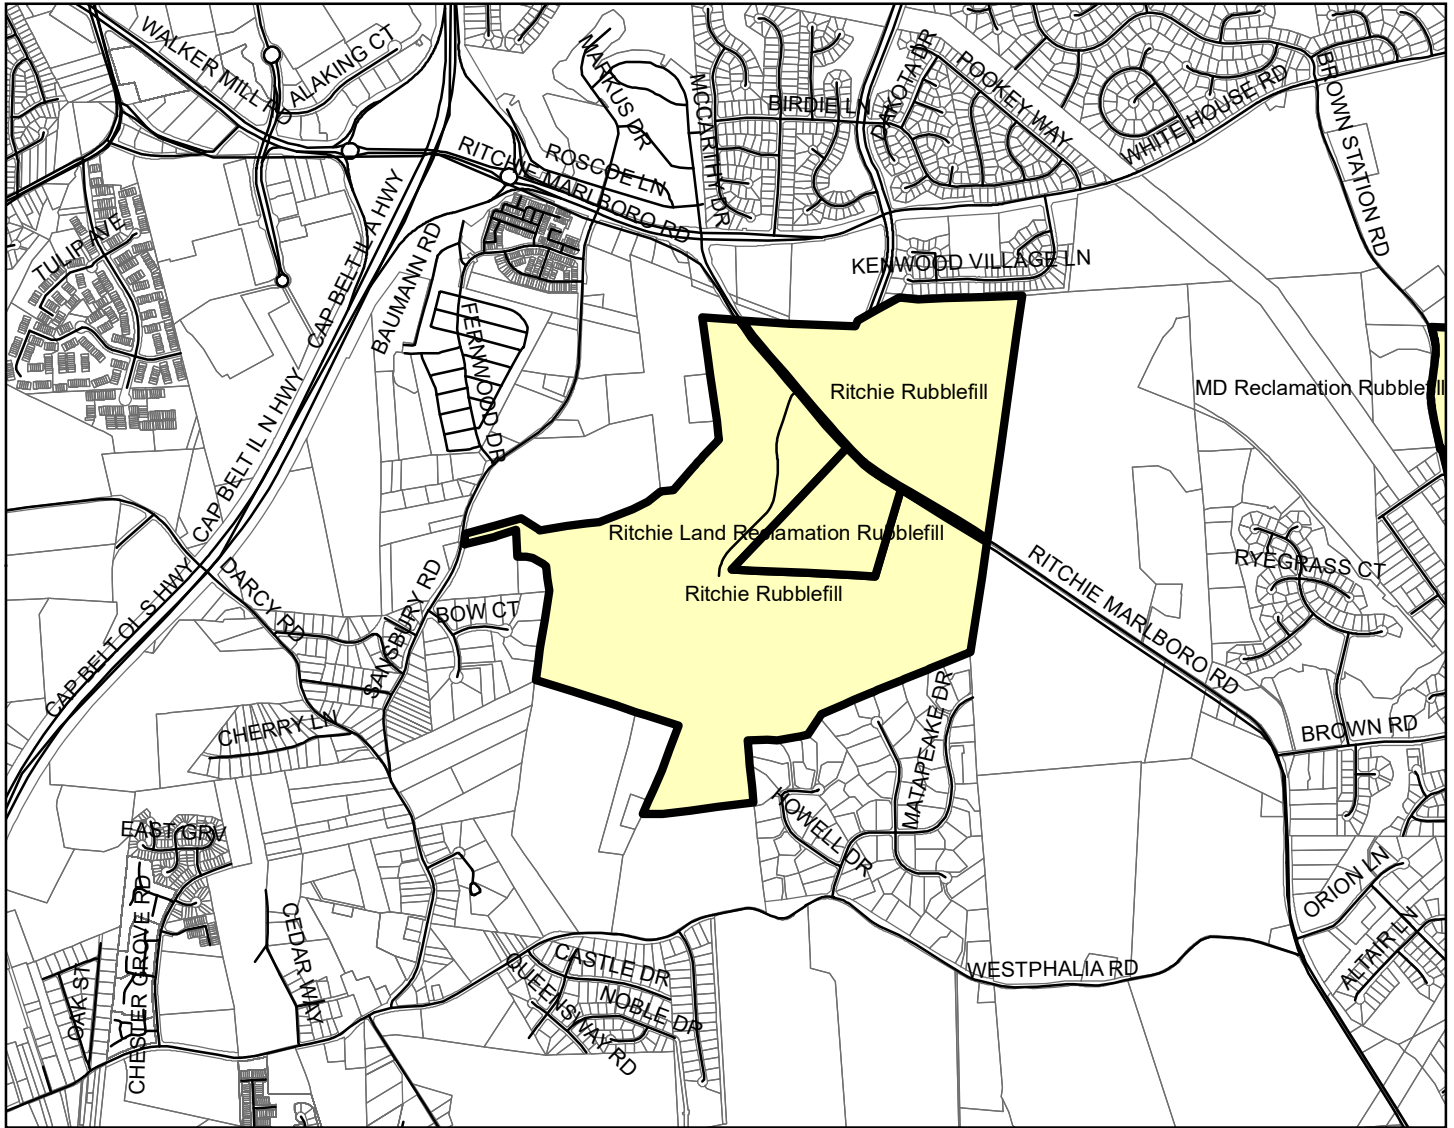 WALKER MILL RD
ALAKING CT
MARKUS DR
MCCARTHY DR
BIRDIE LN
DAKOTA DR
POOKEY WAY
WHITE HOUSE RD
BROWN STATION RD
RITCHIE MARLBORO RD
ROSCOE LN
TULIP AVE
CAP BELT IL A HWY
BAUMANN RD
KENWOOD VILLAGE LN
FERNWOOD DR
Ritchie Rubblefill
MD Reclamation Rubblefill
CAP BELT IL N HWY
Ritchie Land Reclamation Rubblefill
Ritchie Rubblefill
CAP BELT OL S HWY
DARCY RD
SANSBURY RD
BOW CT
RITCHIE MARLBORO RD
RYEGRASS CT
CHERRY LN
MATAPEAKE DR
BROWN RD
HOWELL DR
EAST GRV
CHESTER GROVE RD
CEDAR WAY
OAK ST
ORION LN
ALTAIR LN
CASTLE DR
QUEENSWAY RD
NOBLE DR
WESTPHALIA RD